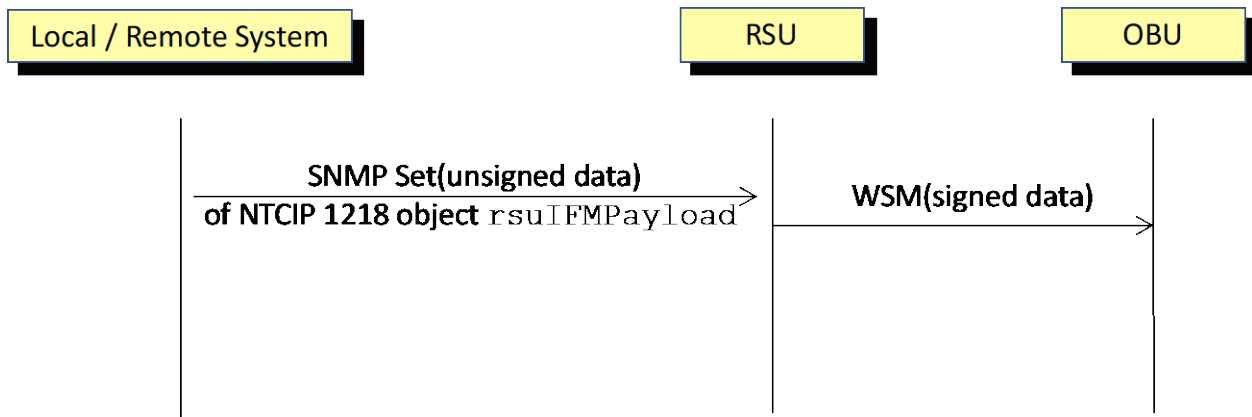 Local / Remote System
RSU
OBU
SNMP Set(unsigned data)
of NTCIP 1218 object rsuIFMPayload
WSM(signed data)